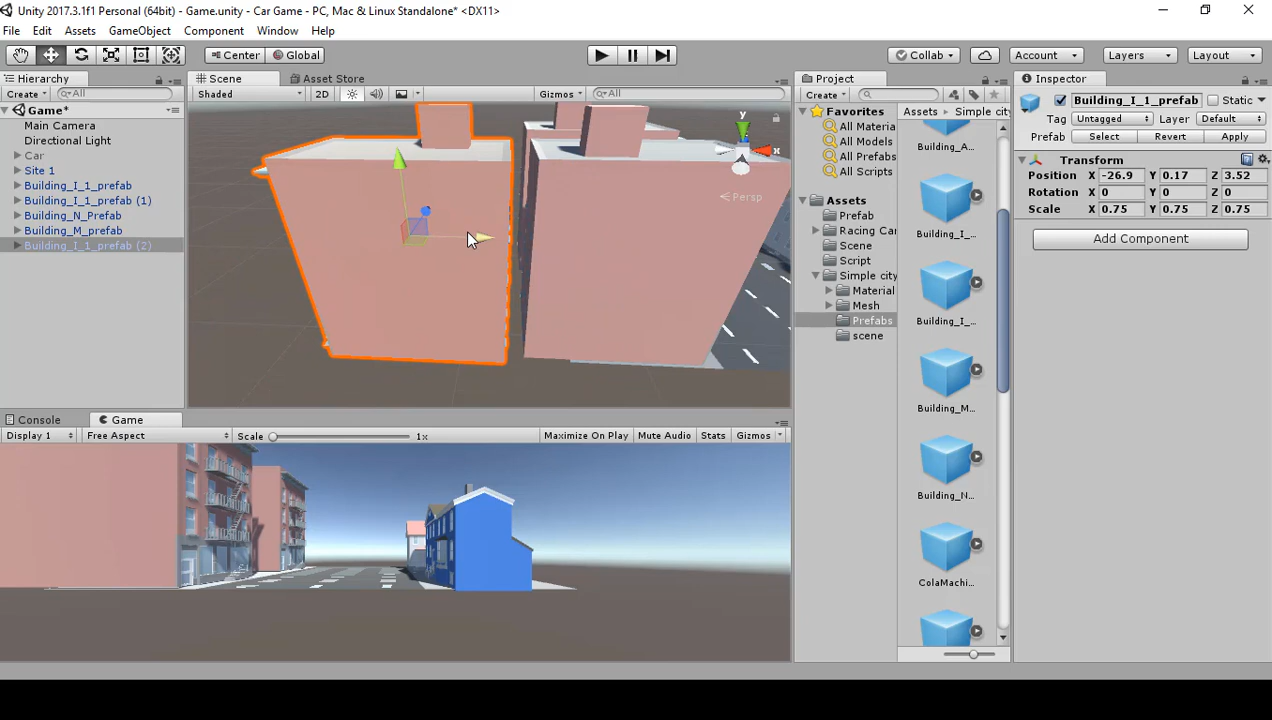 Unity 2017.3.1f1 Personal (64bit) - Game.unity - Car Game - PC, Mac & Linux Standalone* <DX11>
File Edit Assets GameObject Component Window Help
Center Global Collab Account Layers Layout
Hierarchy Scene Asset Store Project Inspector
Create All Shaded 2D Gizmos All Create
Game*
Main Camera
Directional Light
Car
Site 1
Building_I_1_prefab
Building_I_1_prefab (1)
Building_N_Prefab
Building_M_prefab
Building_I_1_prefab (2)
y
x
Persp
Console Game
Display 1 Free Aspect Scale 1x Maximize On Play Mute Audio Stats Gizmos
Favorites
All Materia
All Models
All Prefabs
All Scripts
Assets
Prefab
Racing Car
Scene
Script
Simple city
Material
Mesh
Prefabs
scene
Assets Simple city
Building_A...
Building_I_...
Building_I_...
Building_M...
Building_N...
ColaMachi...
Building_I_1_prefab Static
Tag Untagged Layer Default
Prefab Select Revert Apply
Transform
Position X -26.9 Y 0.17 Z 3.52
Rotation X 0 Y 0 Z 0
Scale X 0.75 Y 0.75 Z 0.75
Add Component